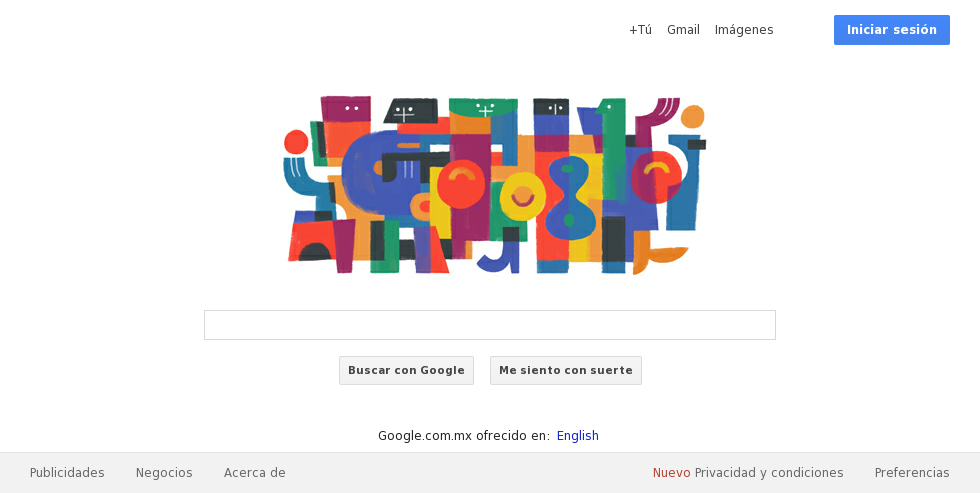 +Tú Gmail Imágenes Iniciar sesión
Buscar con Google Me siento con suerte
Google.com.mx ofrecido en: English
Publicidades Negocios Acerca de Nuevo Privacidad y condiciones Preferencias